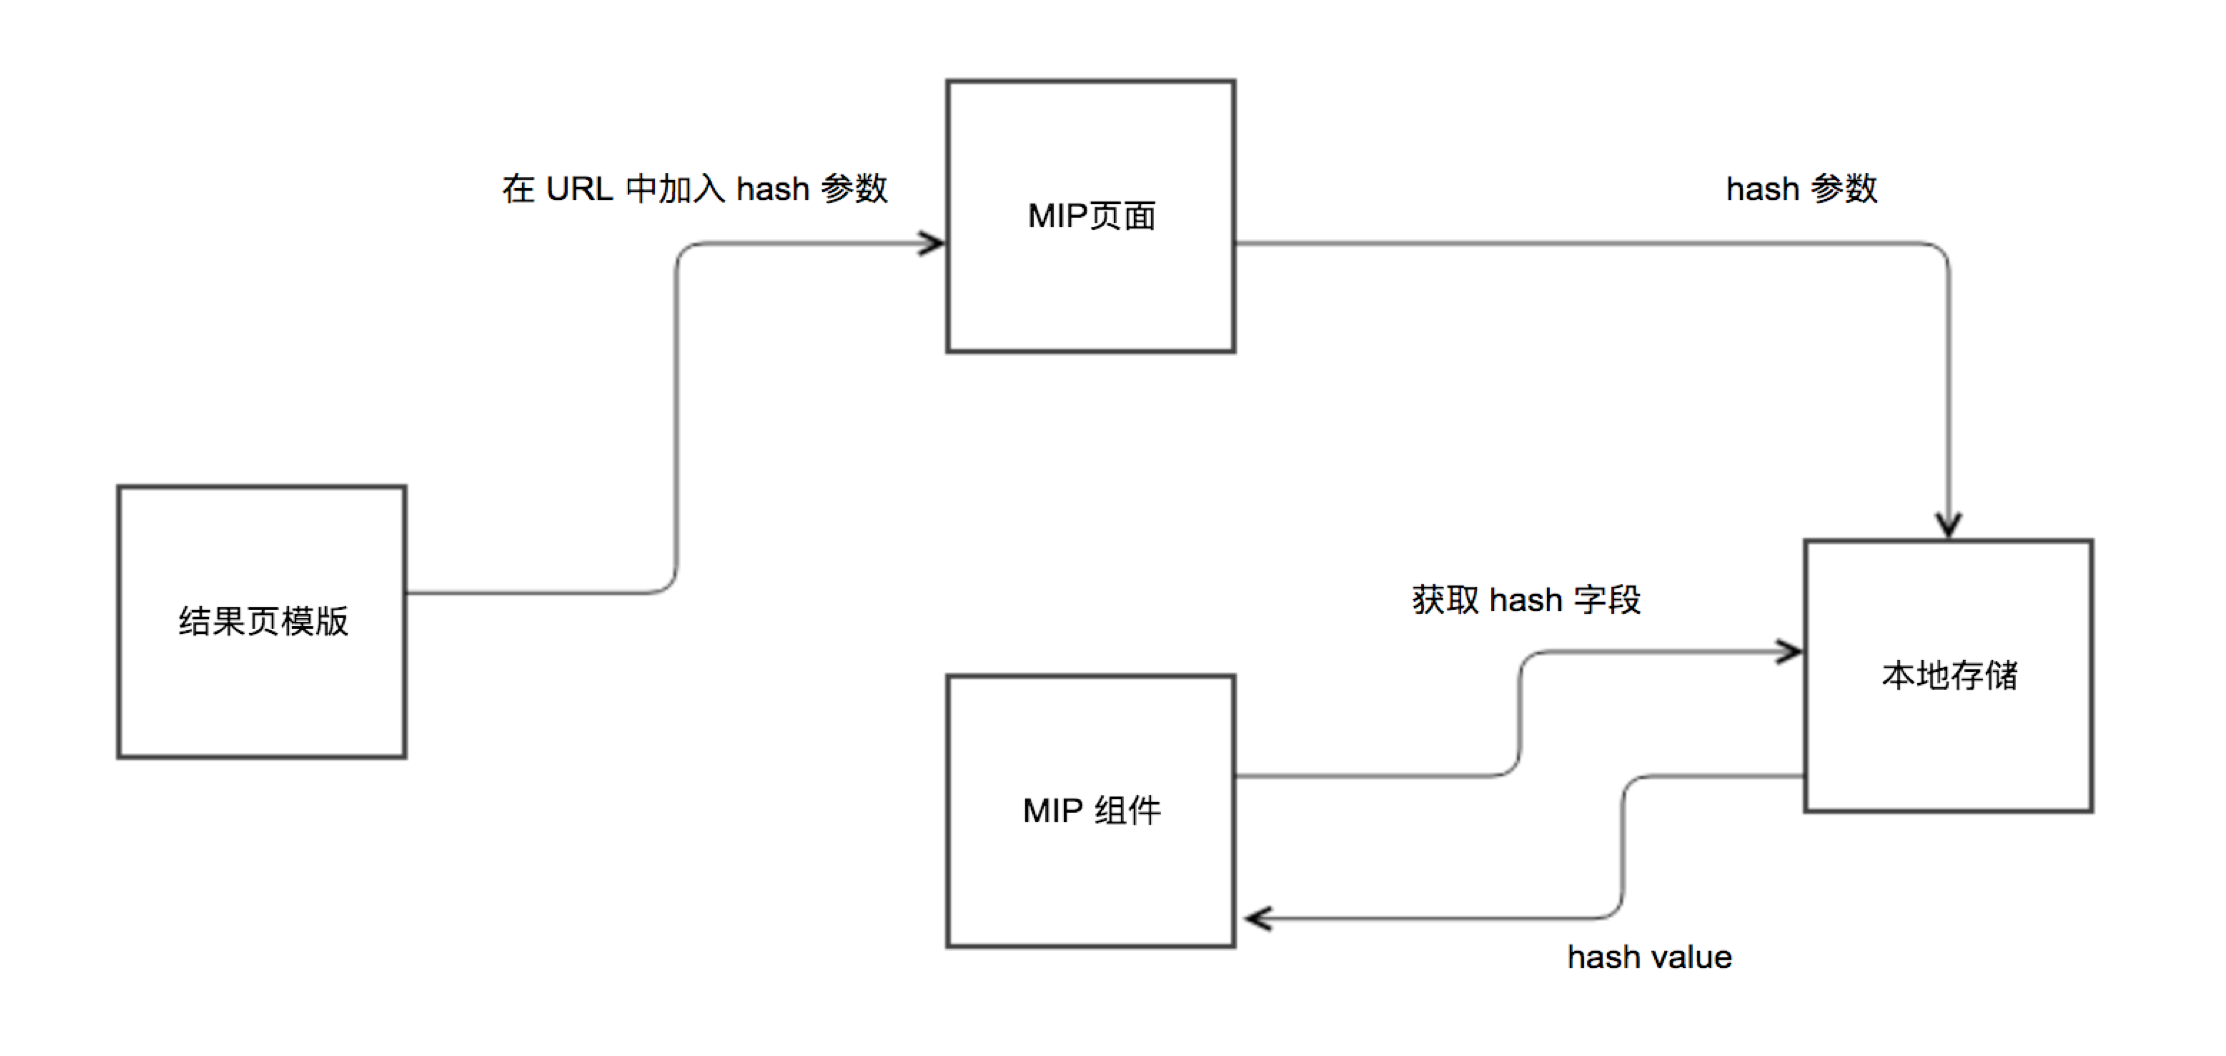 在 URL 中加入 hash 参数
hash 参数
MIP页面
结果页模版
获取 hash 字段
本地存储
MIP 组件
hash value